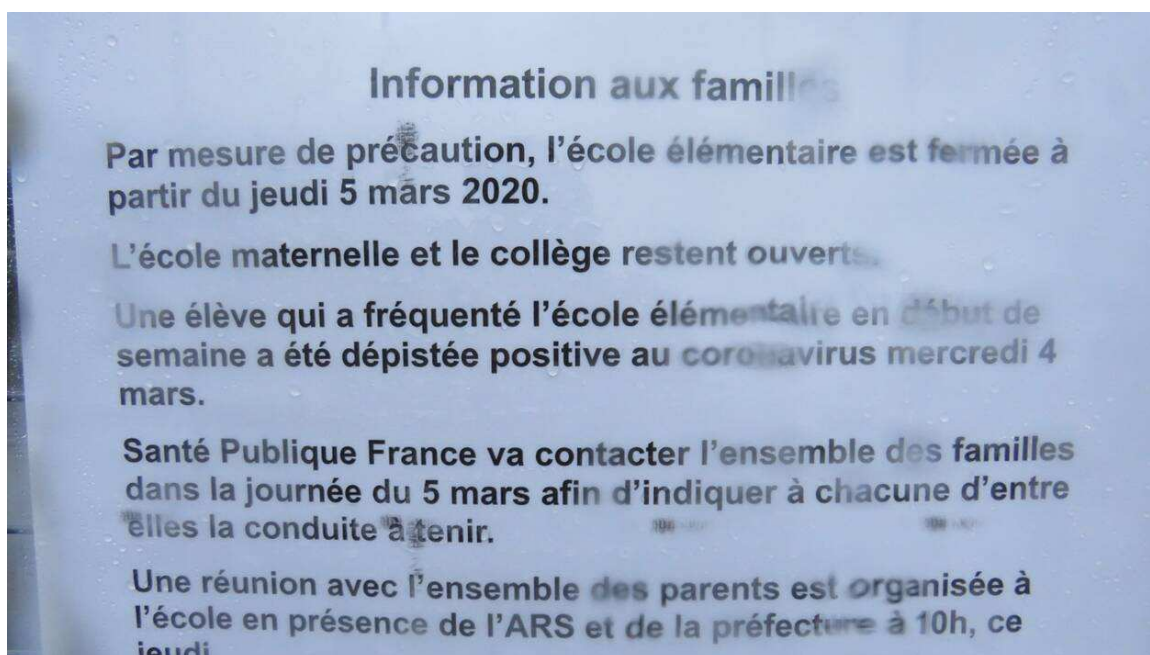 Information aux familles
Par mesure de précaution, l'école élémentaire est fermée à
partir du jeudi 5 mars 2020.
L'école maternelle et le collège restent ouverts.
Une élève qui a fréquenté l'école élémentaire en début de
semaine a été dépistée positive au coronavirus mercredi 4
mars.
Santé Publique France va contacter l'ensemble des familles
dans la journée du 5 mars afin d'indiquer à chacune d'entre
elles la conduite à tenir.
Une réunion avec l'ensemble des parents est organisée à
l'école en présence de l'ARS et de la préfecture à 10h, ce
jeudi